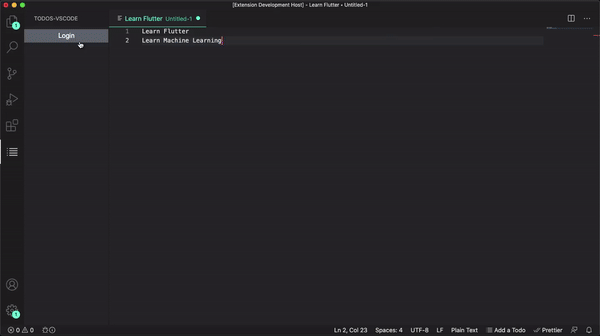 [Extension Development Host] - Learn Flutter • Untitled-1
TODOS-VSCODE
Learn Flutter Untitled-1
Login
1 Learn Flutter
2 Learn Machine Learning
1
1
0 0
Ln 2, Col 23 Spaces: 4 UTF-8 LF Plain Text Add a Todo Prettier